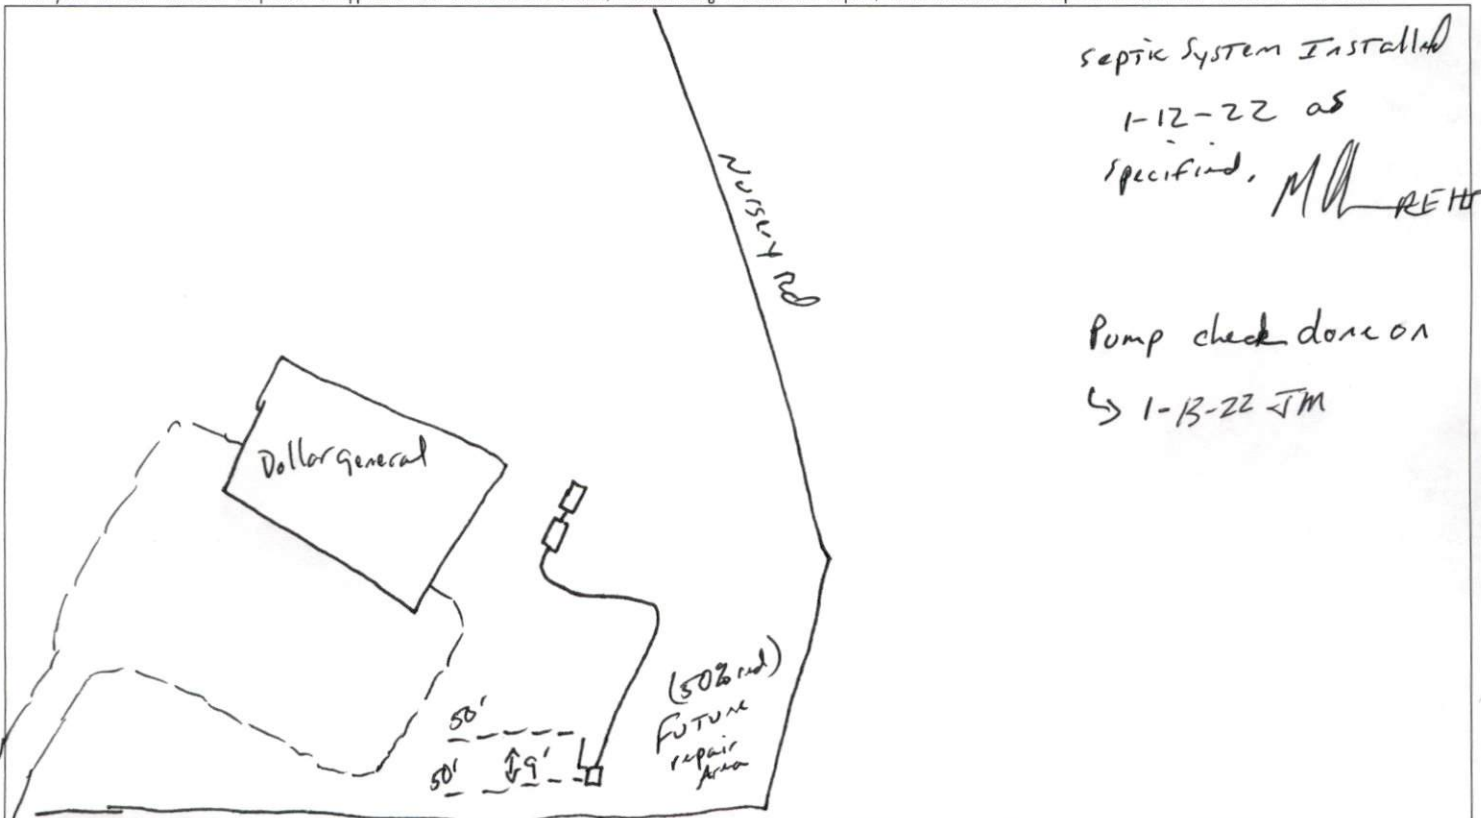 Septic System Installed
1-12-22 as
specified.
REHS
Pump check done on
↳ 1-13-22 JM
Nursery Rd
Dollar General
(50% red)
Future
repair
Area
50'
50'
9'